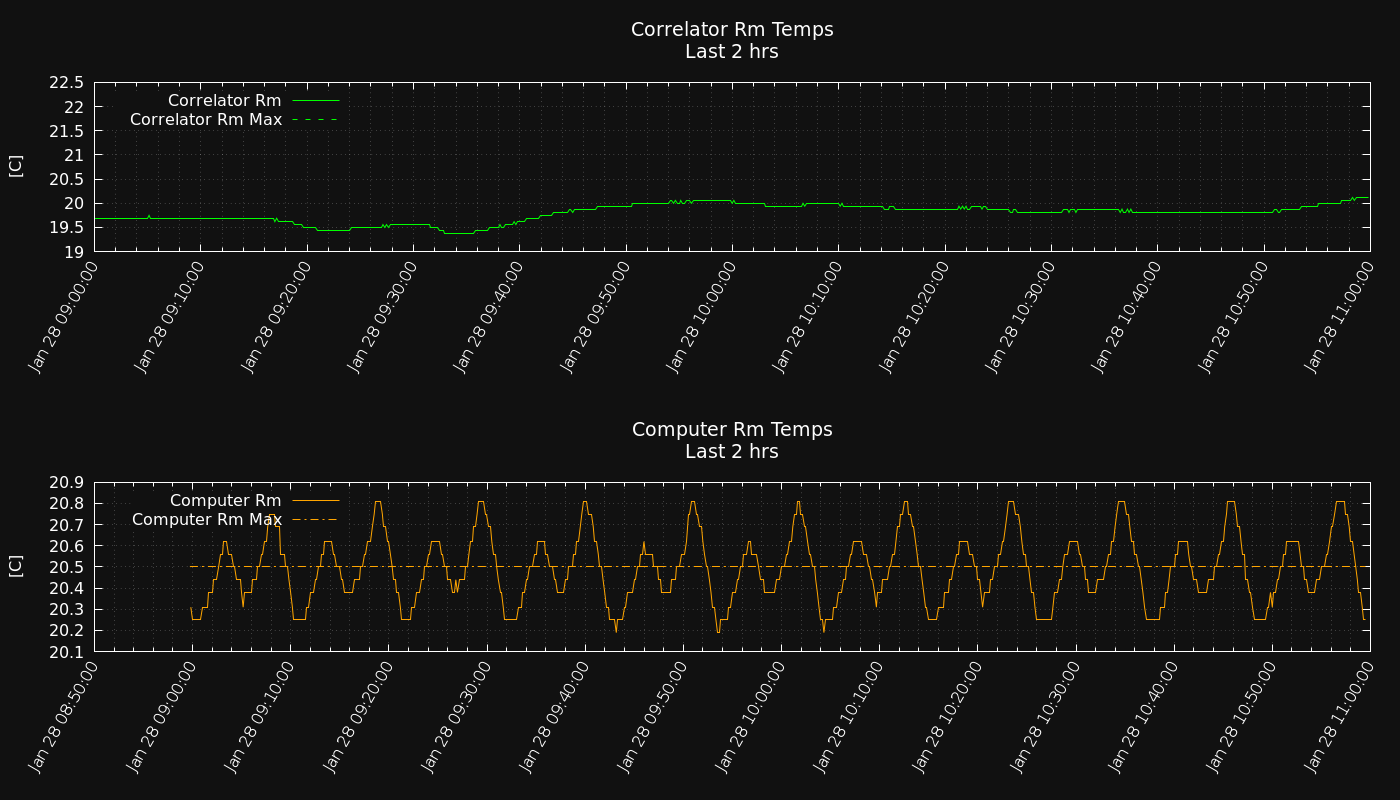 Correlator Rm Temps
Last 2 hrs
22.5
22
21.5
21
20.5
20
19.5
19
[C]
Correlator Rm
Correlator Rm Max
Jan 28 09:00:00
Jan 28 09:10:00
Jan 28 09:20:00
Jan 28 09:30:00
Jan 28 09:40:00
Jan 28 09:50:00
Jan 28 10:00:00
Jan 28 10:10:00
Jan 28 10:20:00
Jan 28 10:30:00
Jan 28 10:40:00
Jan 28 10:50:00
Jan 28 11:00:00
Computer Rm Temps
Last 2 hrs
20.9
20.8
20.7
20.6
20.5
20.4
20.3
20.2
20.1
[C]
Computer Rm
Computer Rm Max
Jan 28 08:50:00
Jan 28 09:00:00
Jan 28 09:10:00
Jan 28 09:20:00
Jan 28 09:30:00
Jan 28 09:40:00
Jan 28 09:50:00
Jan 28 10:00:00
Jan 28 10:10:00
Jan 28 10:20:00
Jan 28 10:30:00
Jan 28 10:40:00
Jan 28 10:50:00
Jan 28 11:00:00